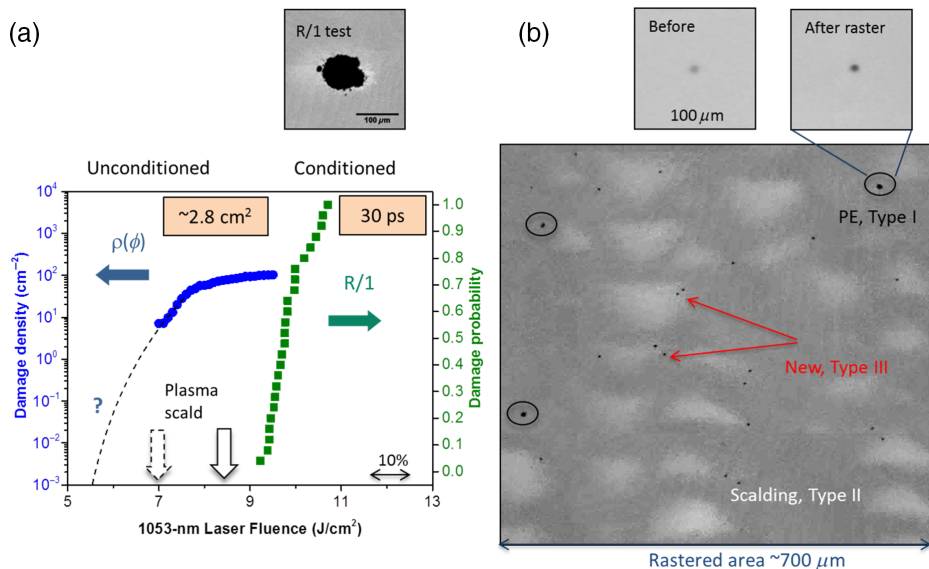 (a)
R/1 test
100 μm
Unconditioned
Conditioned
~2.8 cm²
30 ps
ρ(ϕ)
R/1
?
Plasma
scald
10%
Damage density (cm⁻²)
10⁴
10³
10²
10¹
10⁰
10⁻¹
10⁻²
10⁻³
Damage probability
1.0
0.9
0.8
0.7
0.6
0.5
0.4
0.3
0.2
0.1
0.0
5 7 9 11 13
1053-nm Laser Fluence (J/cm²)
(b)
Before
100 μm
After raster
PE, Type I
New, Type III
Scalding, Type II
Rastered area ~700 μm